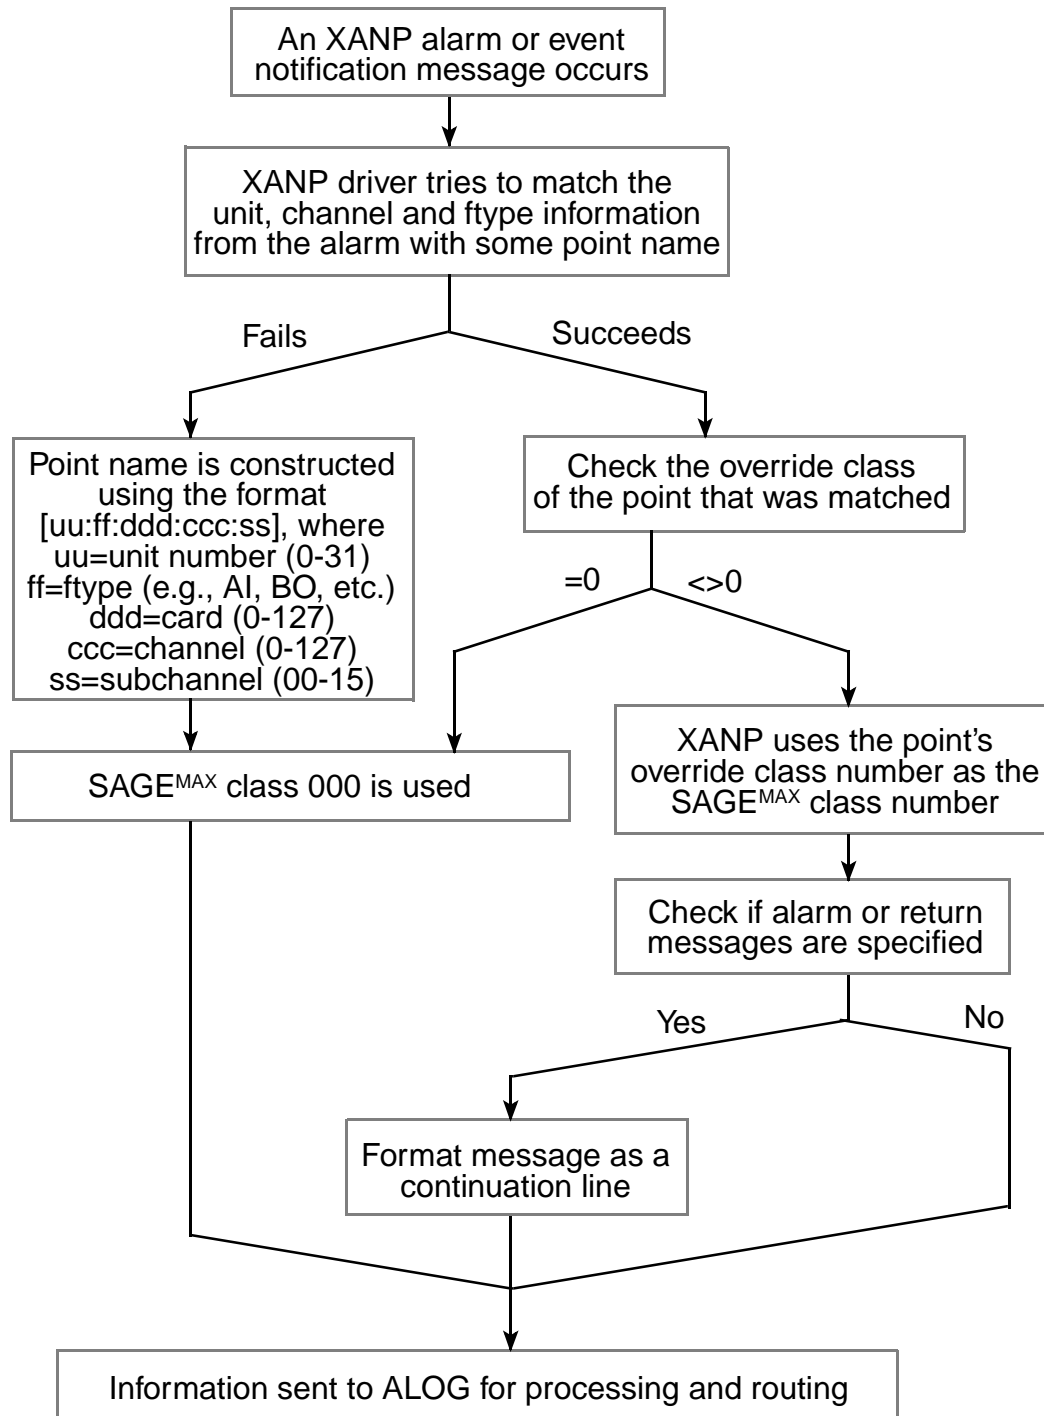 An XANP alarm or event
notification message occurs
XANP driver tries to match the
unit, channel and ftype information
from the alarm with some point name
Fails
Succeeds
Point name is constructed
using the format
[uu:ff:ddd:ccc:ss], where
uu=unit number (0-31)
ff=ftype (e.g., AI, BO, etc.)
ddd=card (0-127)
ccc=channel (0-127)
ss=subchannel (00-15)
Check the override class
of the point that was matched
=0
<>0
SAGEMAX class 000 is used
XANP uses the point’s
override class number as the
SAGEMAX class number
Check if alarm or return
messages are specified
Yes
No
Format message as a
continuation line
Information sent to ALOG for processing and routing